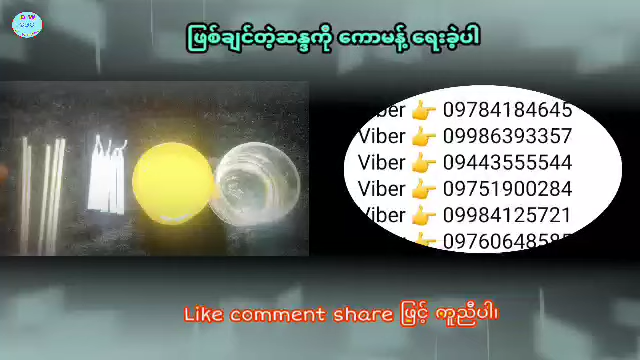 ဖြစ်ချင်တဲ့ဆန္ဒကို ကောမန့် ရေးခဲ့ပါ
Viber 👉 09784184645
Viber 👉 09986393357
Viber 👉 09443555544
Viber 👉 09751900284
Viber 👉 09984125721
👉 0976064858
Like comment share ဖြင့် ကူညီပါ။